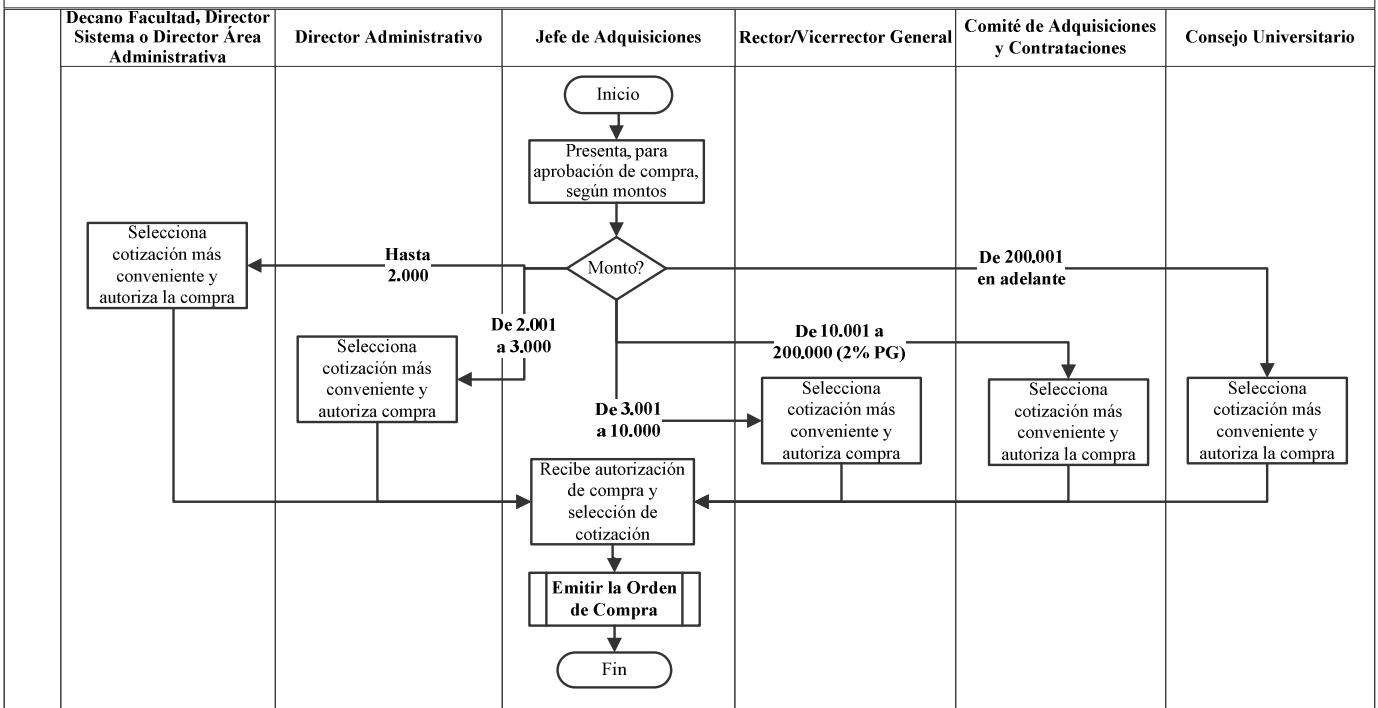 Decano Facultad, Director
Sistema o Director Área
Administrativa
Director Administrativo
Jefe de Adquisiciones
Rector/Vicerrector General
Comité de Adquisiciones
y Contrataciones
Consejo Universitario
Inicio
Presenta, para
aprobación de compra,
según montos
Monto?
Hasta
2.000
De 200.001
en adelante
Selecciona
cotización más
conveniente y
autoriza la compra
De 2.001
a 3.000
De 10.001 a
200.000 (2% PG)
Selecciona
cotización más
conveniente y
autoriza compra
De 3.001
a 10.000
Selecciona
cotización más
conveniente y
autoriza compra
Selecciona
cotización más
conveniente y
autoriza la compra
Selecciona
cotización más
conveniente y
autoriza la compra
Recibe autorización
de compra y
selección de
cotización
Emitir la Orden
de Compra
Fin